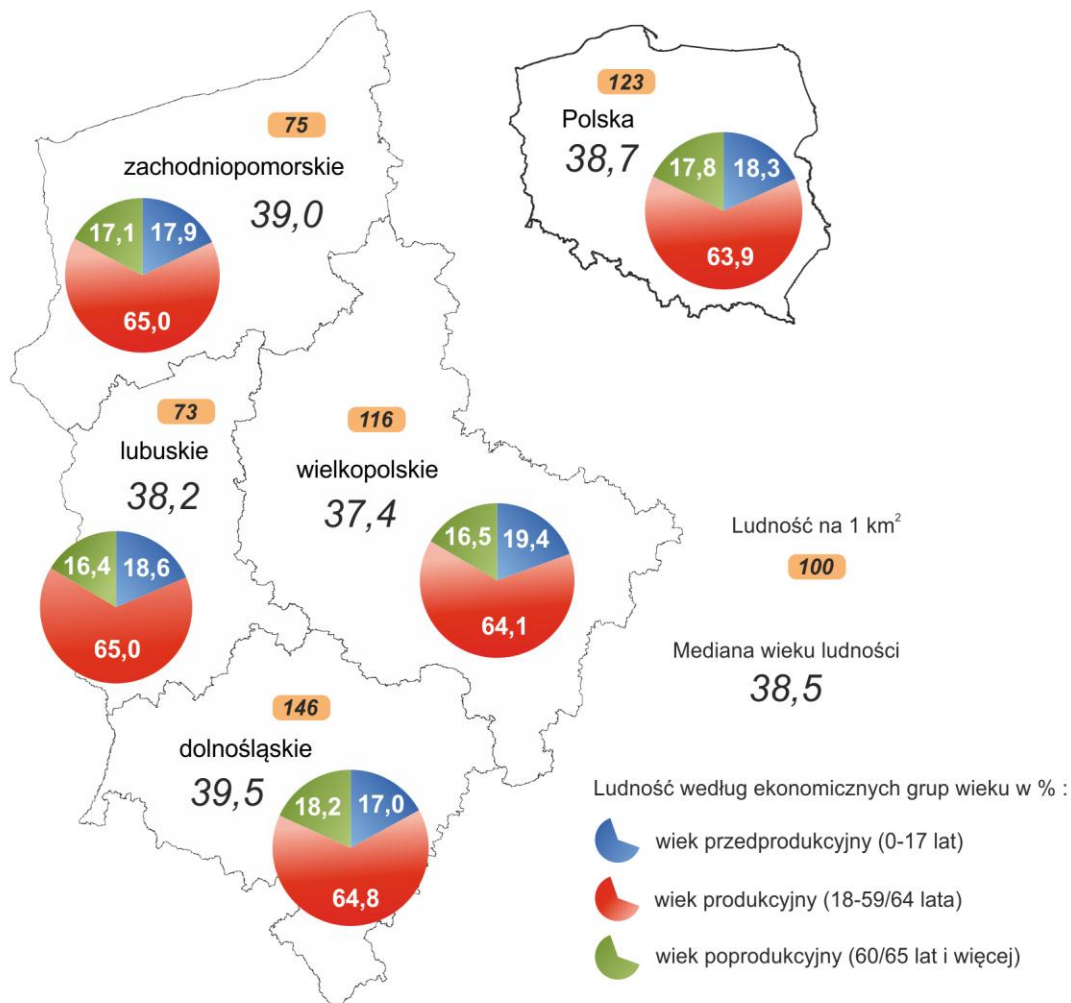 75
zachodniopomorskie
39,0
17,1
17,9
65,0
123
Polska
38,7
17,8
18,3
63,9
73
lubuskie
38,2
16,4
18,6
65,0
116
wielkopolskie
37,4
16,5
19,4
64,1
146
dolnośląskie
39,5
18,2
17,0
64,8
Ludność na 1 km²
100
Mediana wieku ludności
38,5
Ludność według ekonomicznych grup wieku w % :
wiek przedprodukcyjny (0-17 lat)
wiek produkcyjny (18-59/64 lata)
wiek poprodukcyjny (60/65 lat i więcej)